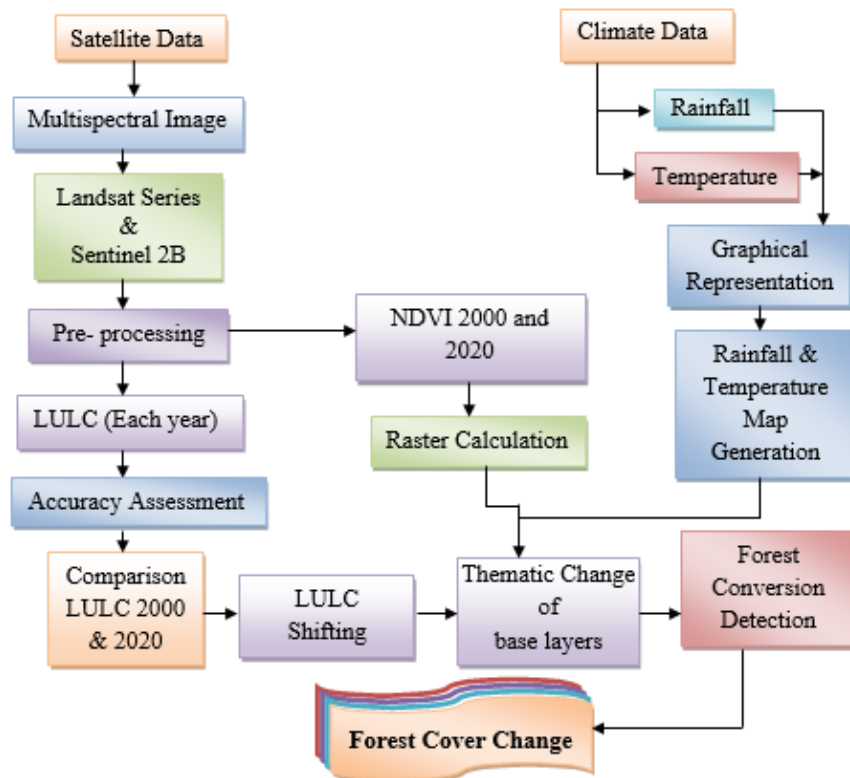 Satellite Data
Multispectral Image
Landsat Series
&
Sentinel 2B
Pre- processing
LULC (Each year)
Accuracy Assessment
Comparison
LULC 2000
& 2020
LULC
Shifting
NDVI 2000 and
2020
Raster Calculation
Climate Data
Rainfall
Temperature
Graphical
Representation
Rainfall &
Temperature
Map
Generation
Thematic Change
of
base layers
Forest
Conversion
Detection
Forest Cover Change